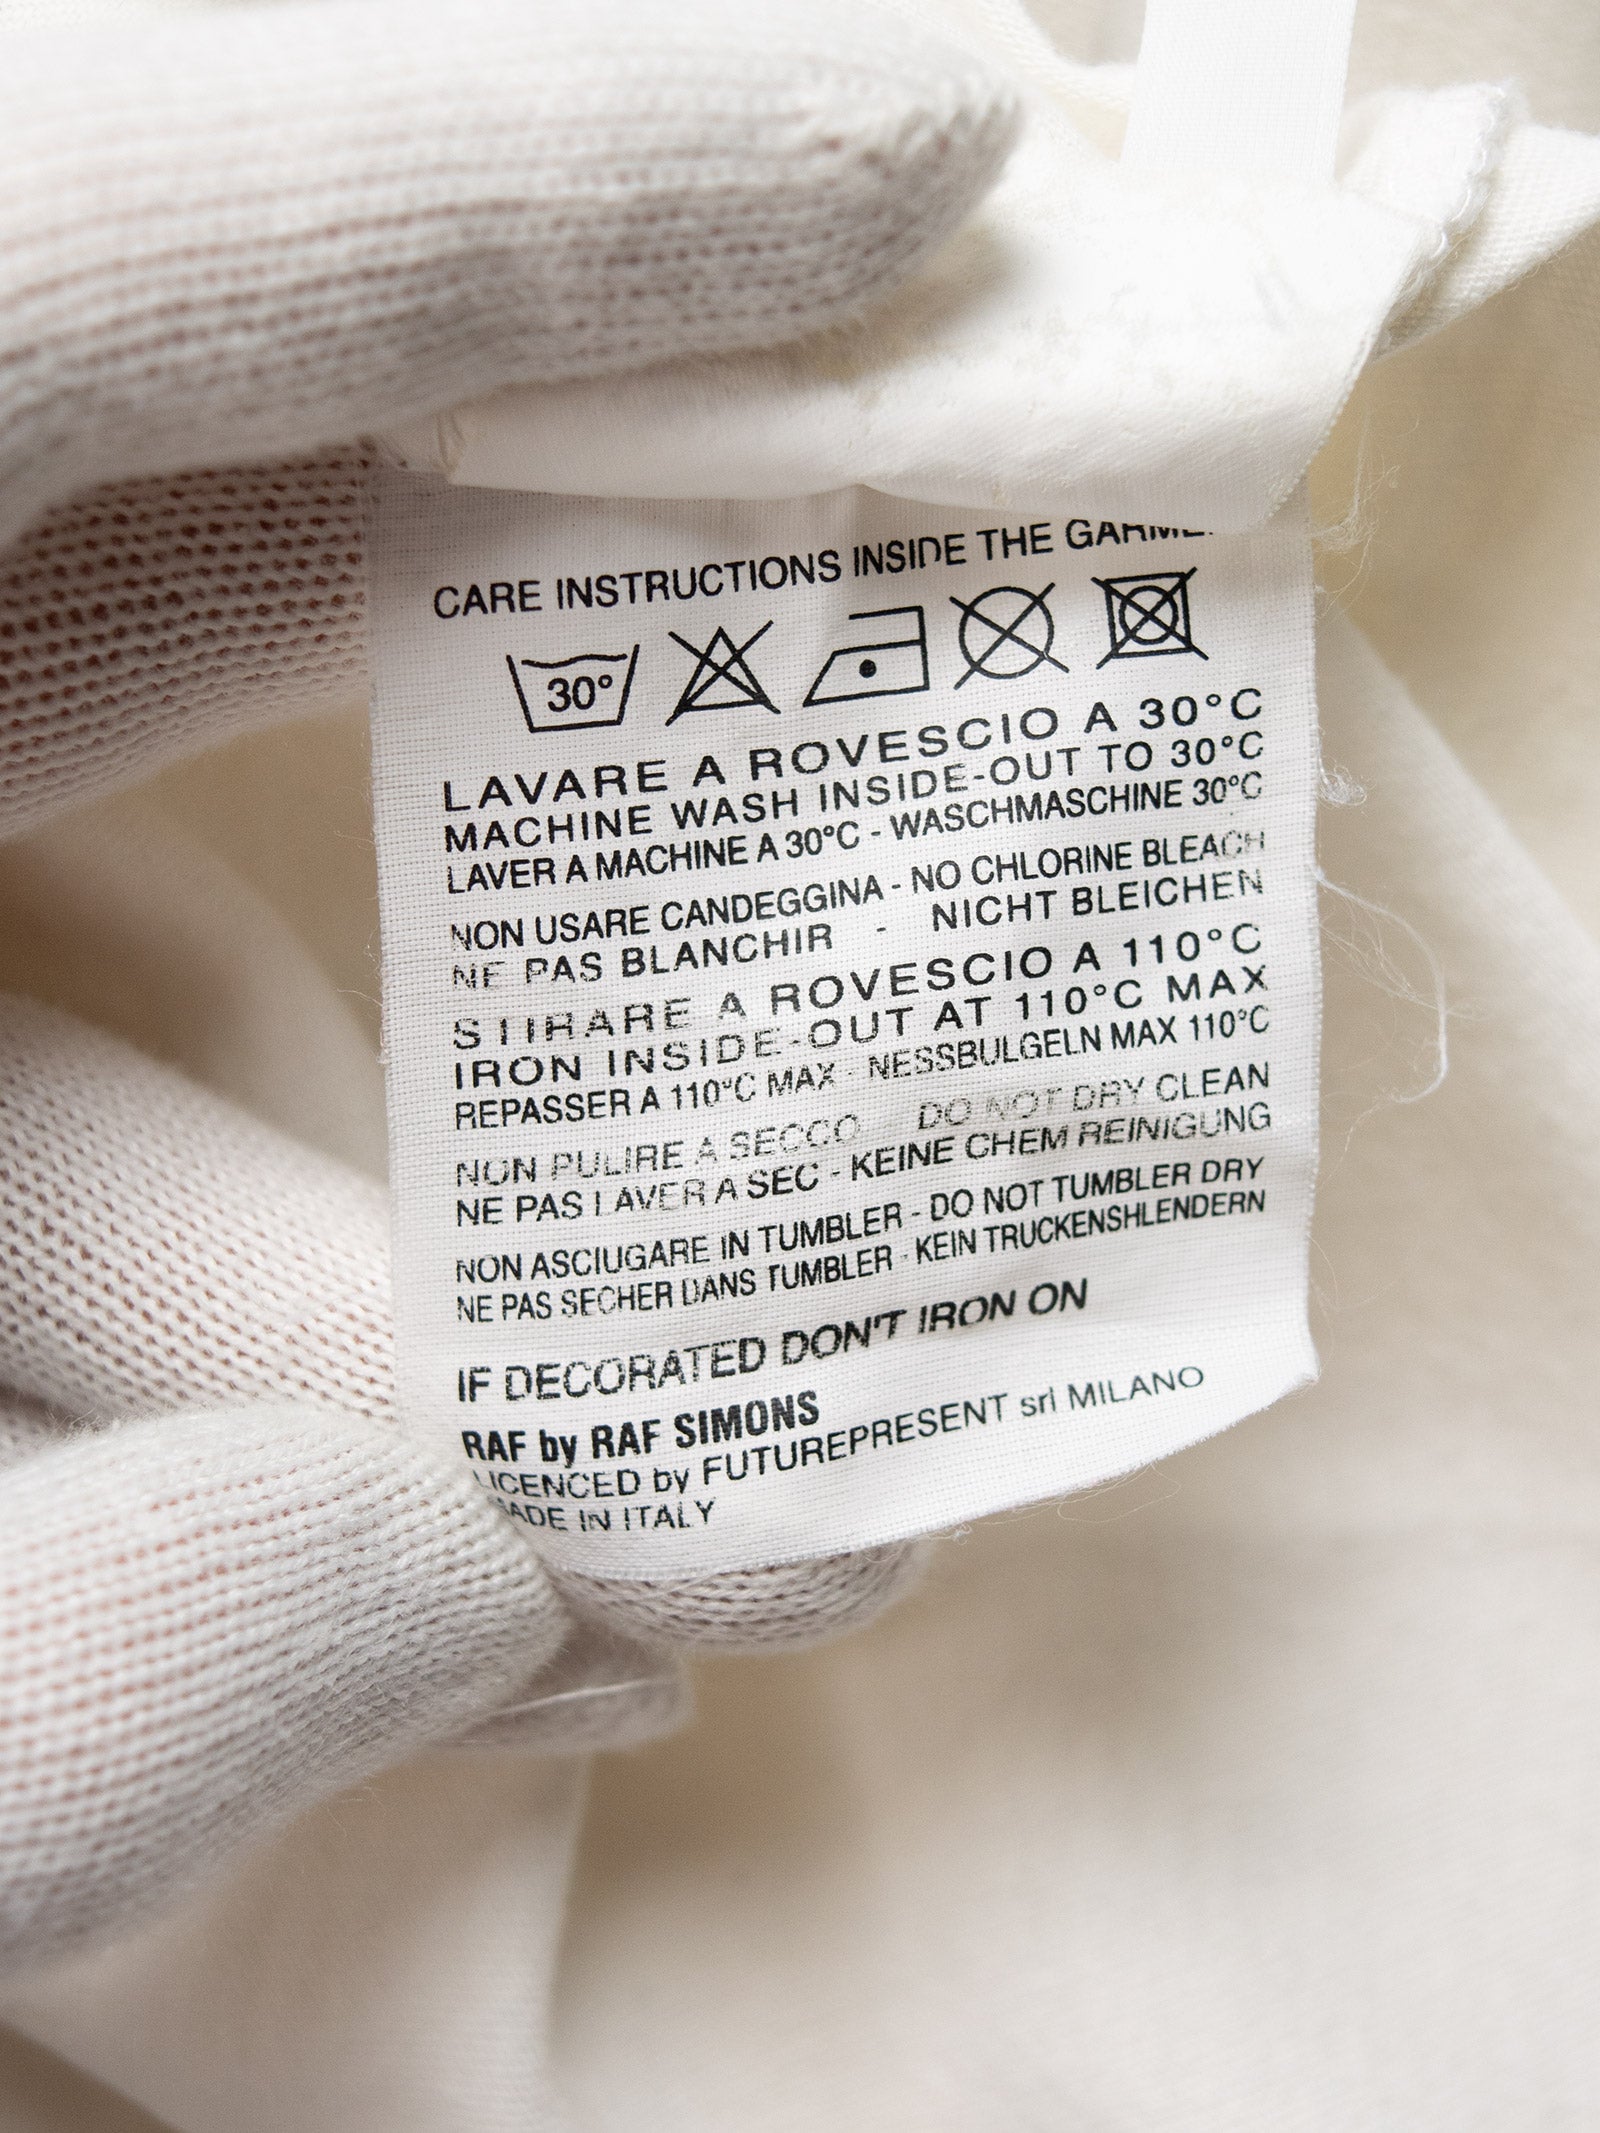 CARE INSTRUCTIONS INSIDE THE
30°
LAVARE A ROVESCIO A 30°C
MACHINE WASH INSIDE-OUT TO 30°C
LAVER A MACHINE A 30°C - WASCHMASCHINE 30°C
NON USARE CANDEGGINA - NO CHLORINE BLEACH
NE PAS BLANCHIR - NICHT BLEICHEN
STIRARE A ROVESCIO A 110°C
IRON INSIDE-OUT AT 110°C MAX
REPASSER A 110°C MAX - NESSBULGELN MAX 110°C
NON PULIRE A SECCO - DO NOT DRY CLEAN
NE PAS LAVER A SEC - KEINE CHEM REINIGUNG
NON ASCIUGARE IN TUMBLER - DO NOT TUMBLER DRY
NE PAS SECHER DANS TUMBLER - KEIN TRUCKENSHLENDERN
IF DECORATED DON'T IRON ON
RAF by RAF SIMONS
LICENCED by FUTUREPRESENT srl MILANO
MADE IN ITALY